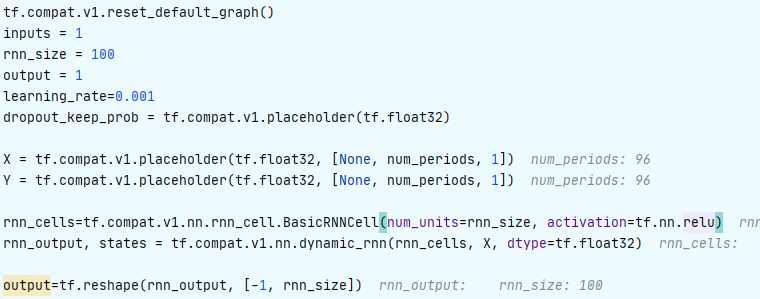 tf.compat.v1.reset_default_graph()
inputs = 1
rnn_size = 100
output = 1
learning_rate=0.001
dropout_keep_prob = tf.compat.v1.placeholder(tf.float32)
X = tf.compat.v1.placeholder(tf.float32, [None, num_periods, 1]) num_periods: 96
Y = tf.compat.v1.placeholder(tf.float32, [None, num_periods, 1]) num_periods: 96
rnn_cells=tf.compat.v1.nn.rnn_cell.BasicRNNCell(num_units=rnn_size, activation=tf.nn.relu) rnn
rnn_output, states = tf.compat.v1.nn.dynamic_rnn(rnn_cells, X, dtype=tf.float32) rnn_cells:
output=tf.reshape(rnn_output, [-1, rnn_size]) rnn_output: rnn_size: 100